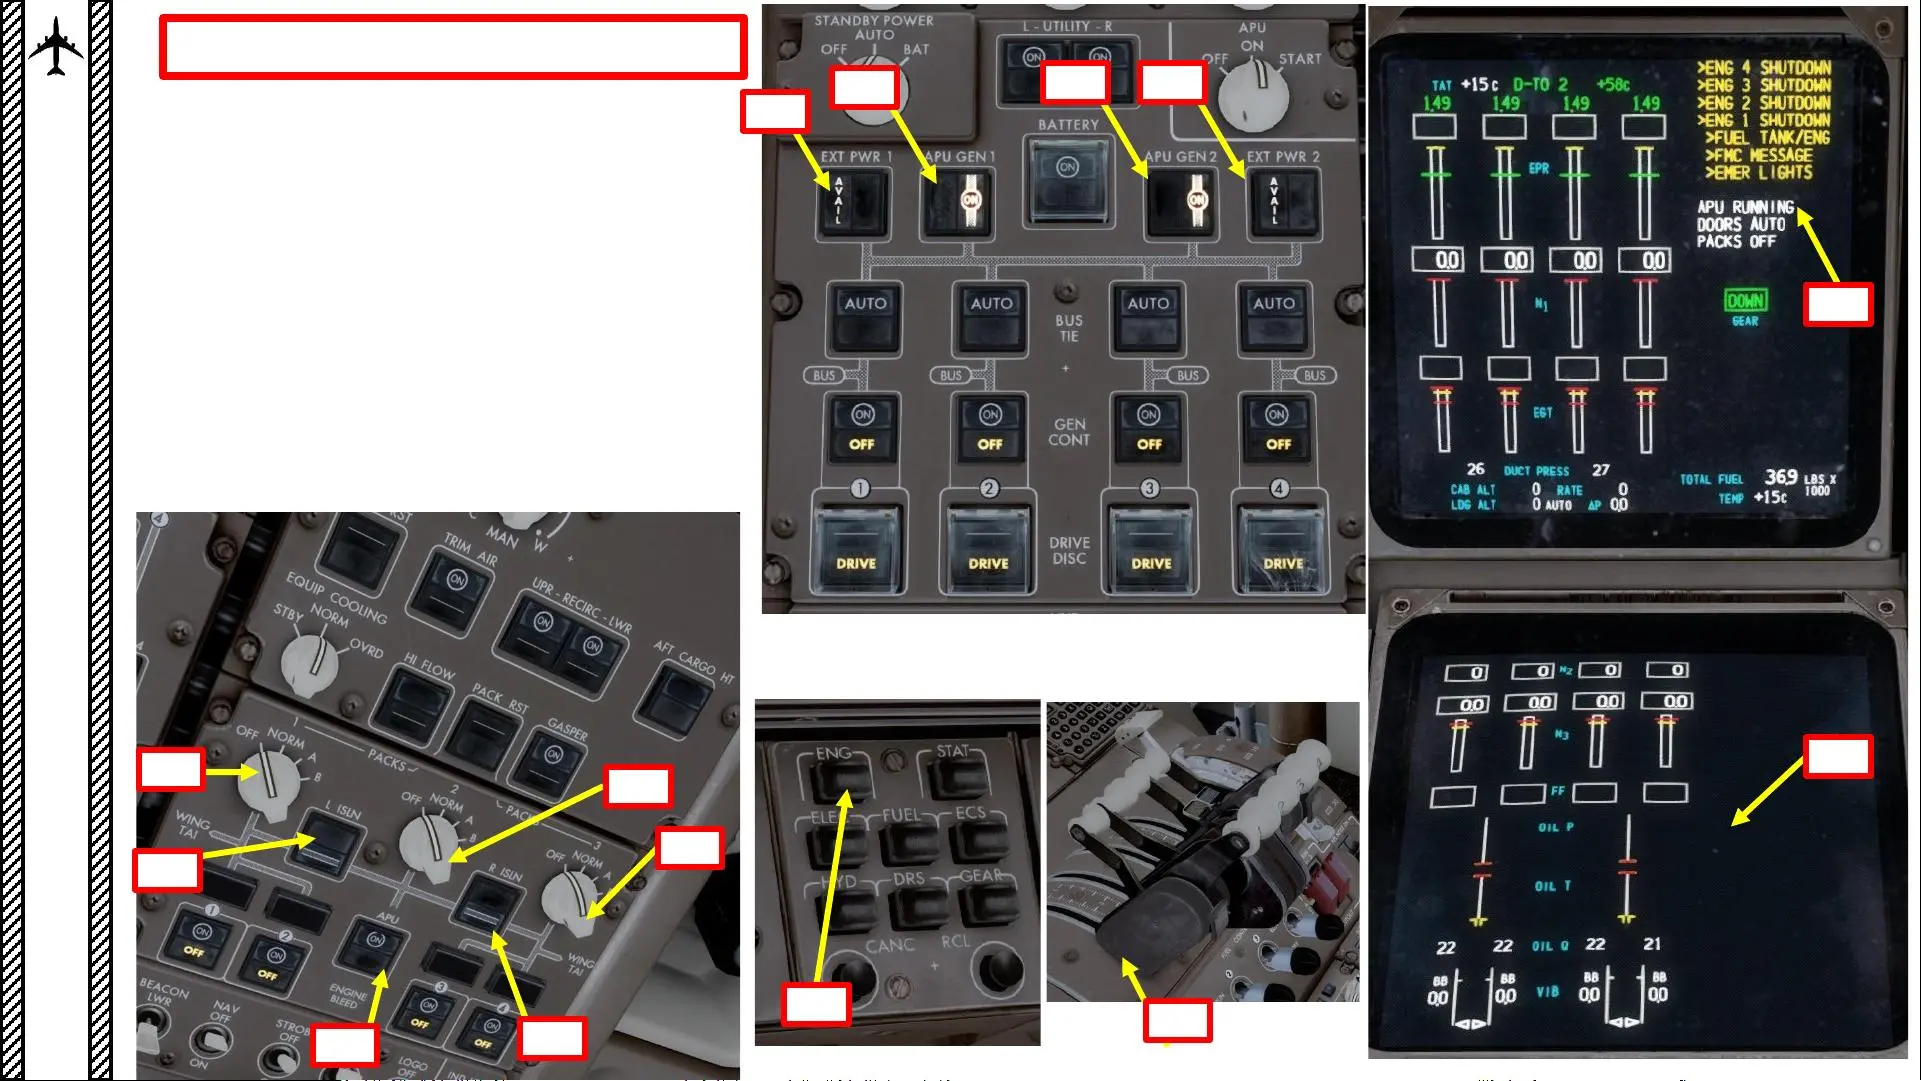 STANDBY POWER
AUTO
OFF
BAT
L - UTILITY - R
ON
ON
APU
ON
OFF
START
BATTERY
ON
EXT PWR 1
APU GEN 1
APU GEN 2
EXT PWR 2
AVAIL
ON
ON
AVAIL
AUTO
AUTO
AUTO
AUTO
BUS
TIE
BUS
BUS
BUS
BUS
ON
OFF
ON
OFF
GEN
CONT
ON
OFF
ON
OFF
1
2
3
4
DRIVE
DRIVE
DRIVE
DISC
DRIVE
DRIVE
TAT +15c D-TO 2 +58c
1.49 1.49 1.49 1.49
EPR
0.0 0.0 0.0 0.0
N1
EGT
26 DUCT PRESS 27
CAB ALT 0 RATE 0
LDG ALT 0 AUTO ΔP 0.0
>ENG 4 SHUTDOWN
>ENG 3 SHUTDOWN
>ENG 2 SHUTDOWN
>ENG 1 SHUTDOWN
>FUEL TANK/ENG
>FMC MESSAGE
>EMER LIGHTS
APU RUNNING
DOORS AUTO
PACKS OFF
DOWN
GEAR
TOTAL FUEL 36.9 LBS X
1000
TEMP +15c
4
4
RST
C
MAN
W
TRIM AIR
ON
EQUIP COOLING
STBY
NORM
OVRD
UPR - RECIRC - LWR
ON
ON
HI FLOW
PACK RST
GASPER
ON
AFT CARGO HT
1
OFF
NORM
A
B
PACKS
2
OFF
NORM
A
B
PACKS
3
OFF
NORM
A
WING
TAI
L ISLN
R ISLN
1
ON
OFF
2
ON
OFF
APU
ON
ENGINE
BLEED
3
ON
OFF
4
ON
OFF
WING
TAI
BEACON
LWR
NAV
OFF
ON
STROB
OFF
LOGO
OFF
ENG
STAT
ELEC
FUEL
ECS
HYD
DRS
GEAR
CANC
RCL
0 0 N2 0 0
0.0 0.0 0.0 0.0
N3
FF
OIL P
OIL T
22 22 OIL Q 22 21
BB BB BB
0.0 0.0 VIB 0.0 0.0